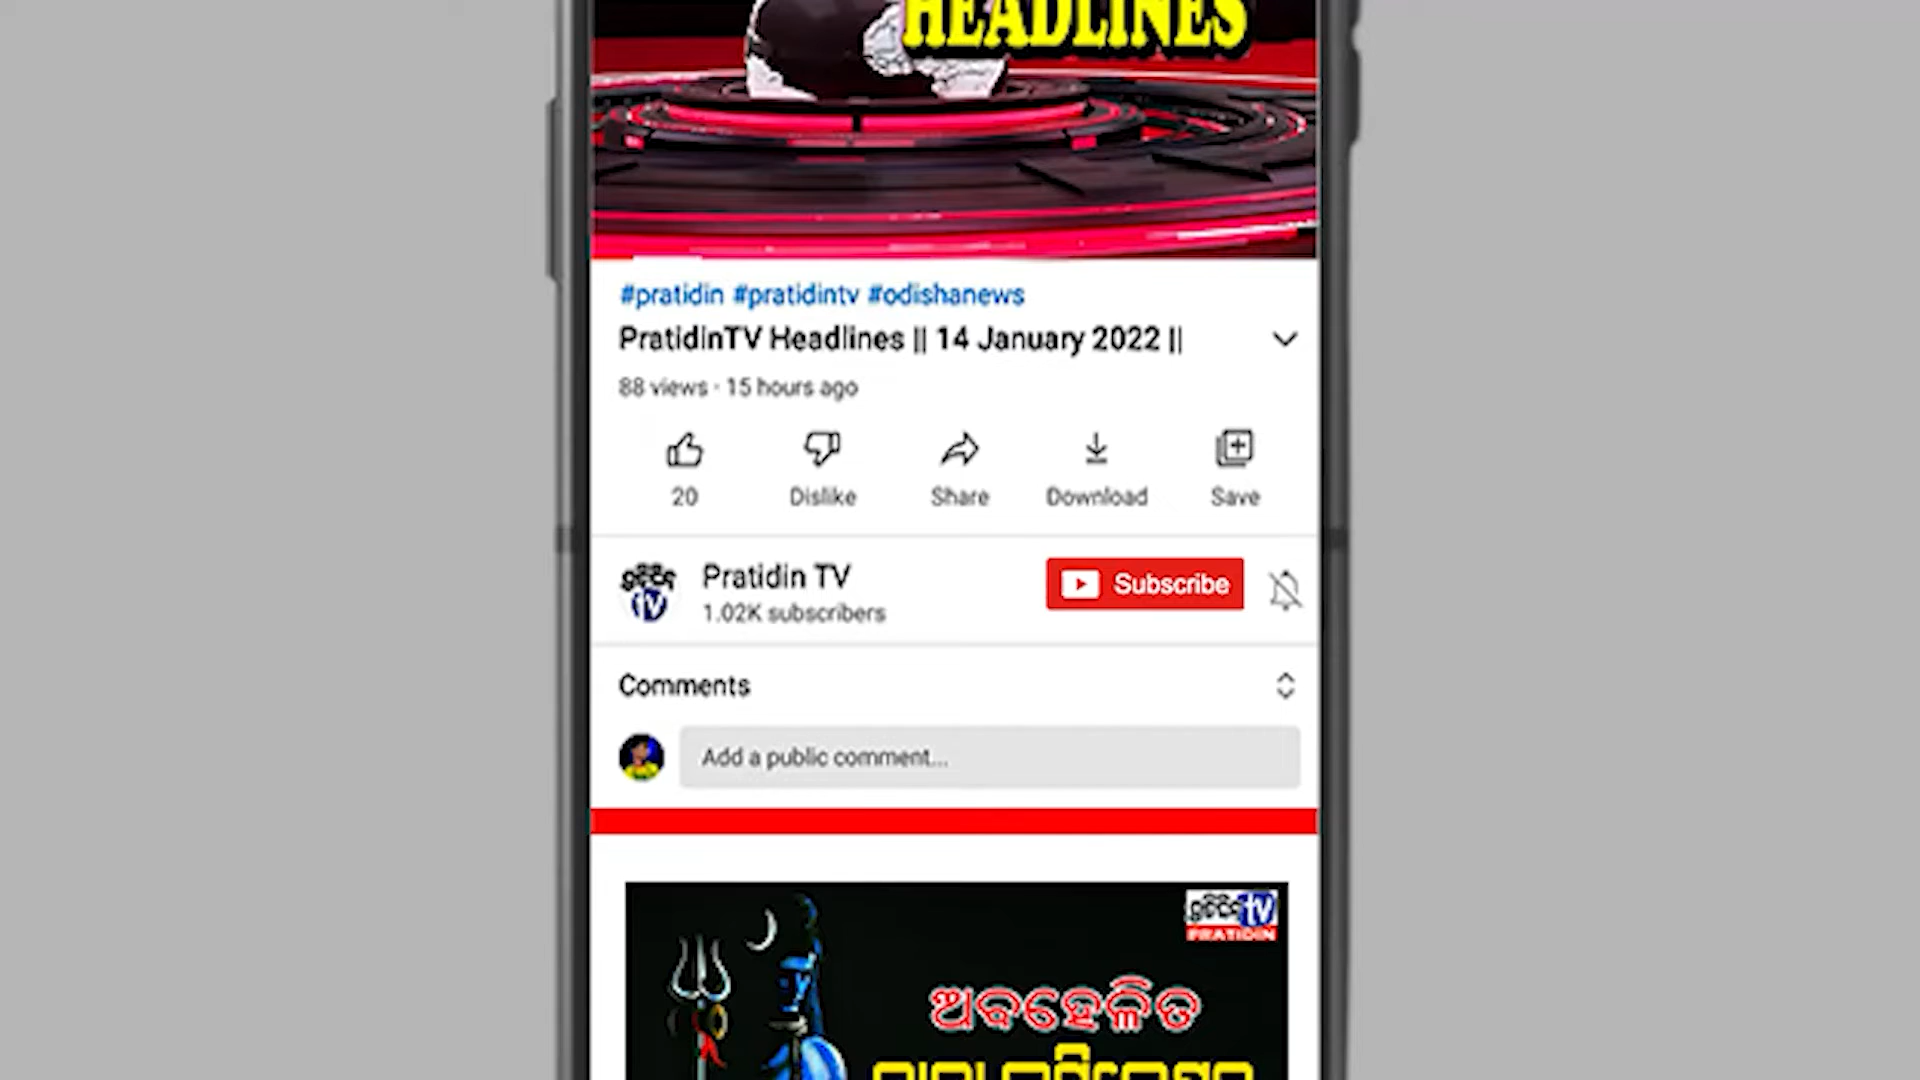 HEADLINES
#pratidin #pratidintv #odishanews
PratidinTV Headlines || 14 January 2022 ||
88 views · 15 hours ago
20
Dislike
Share
Download
Save
Pratidin TV
1.02K subscribers
Subscribe
Comments
Add a public comment...
tv
PRATIDIN
ଅବହେଳିତ